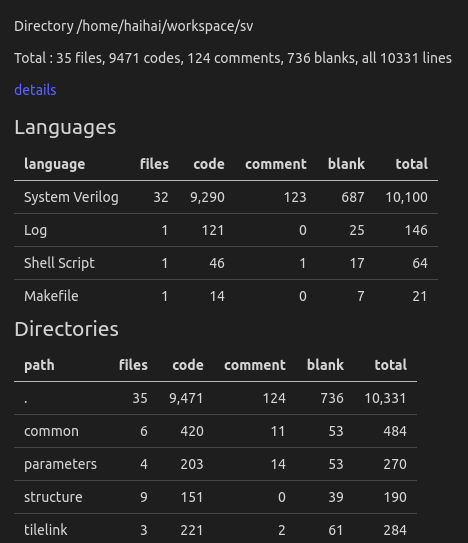 Directory /home/haihai/workspace/sv
Total : 35 files, 9471 codes, 124 comments, 736 blanks, all 10331 lines
details
Languages
language files code comment blank total
System Verilog 32 9,290 123 687 10,100
Log 1 121 0 25 146
Shell Script 1 46 1 17 64
Makefile 1 14 0 7 21
Directories
path files code comment blank total
. 35 9,471 124 736 10,331
common 6 420 11 53 484
parameters 4 203 14 53 270
structure 9 151 0 39 190
tilelink 3 221 2 61 284